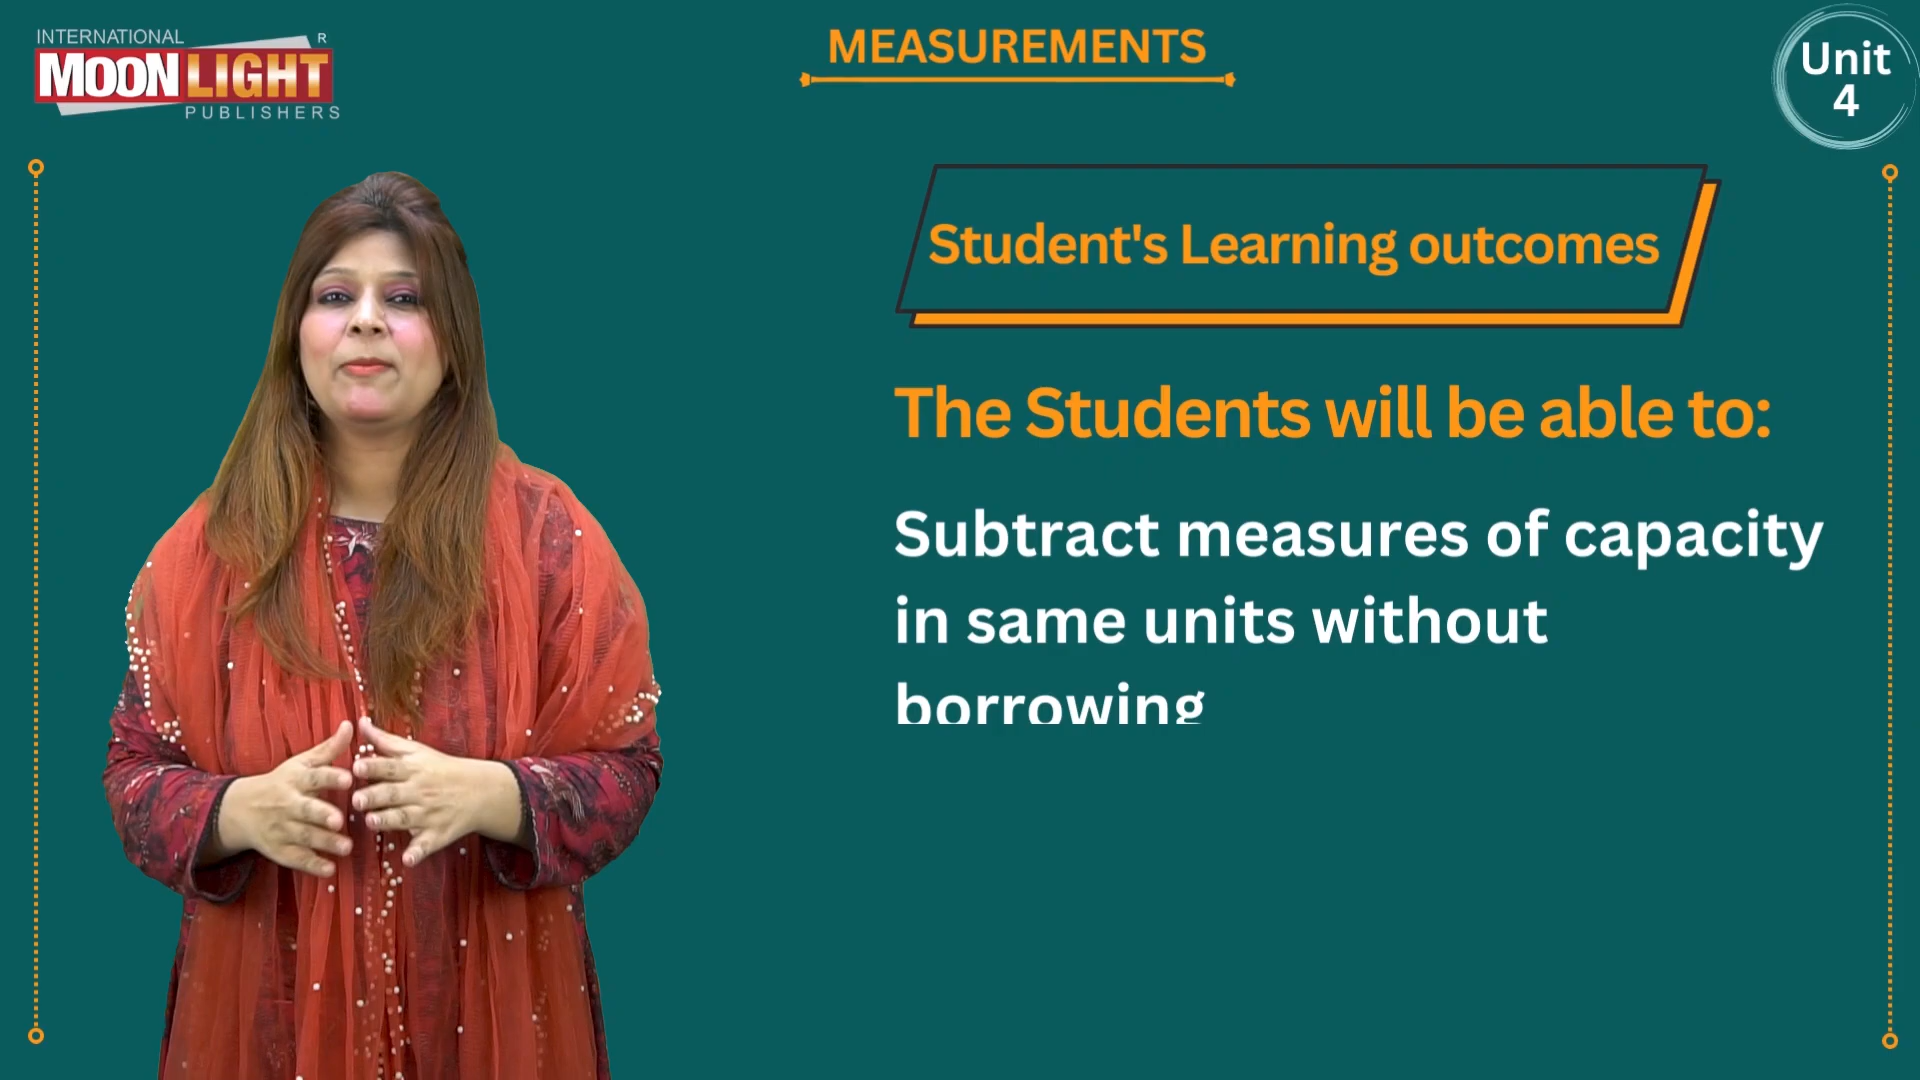 INTERNATIONAL
R
MOON LIGHT
PUBLISHERS
MEASUREMENTS
Unit
4
Student's Learning outcomes
The Students will be able to:
Subtract measures of capacity
in same units without
borrowing